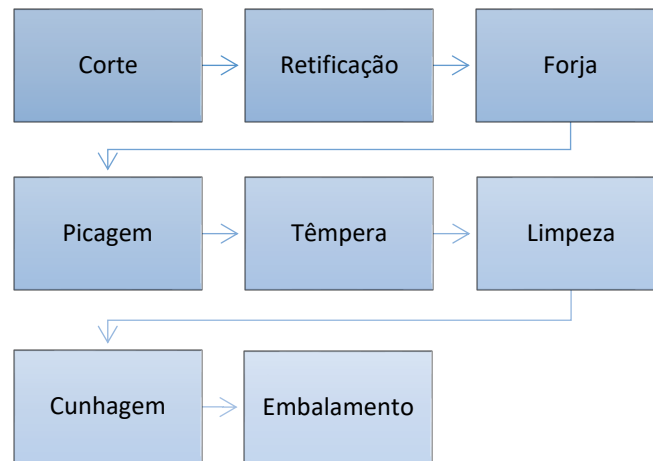 Corte
Retificação
Forja
Picagem
Têmpera
Limpeza
Cunhagem
Embalamento